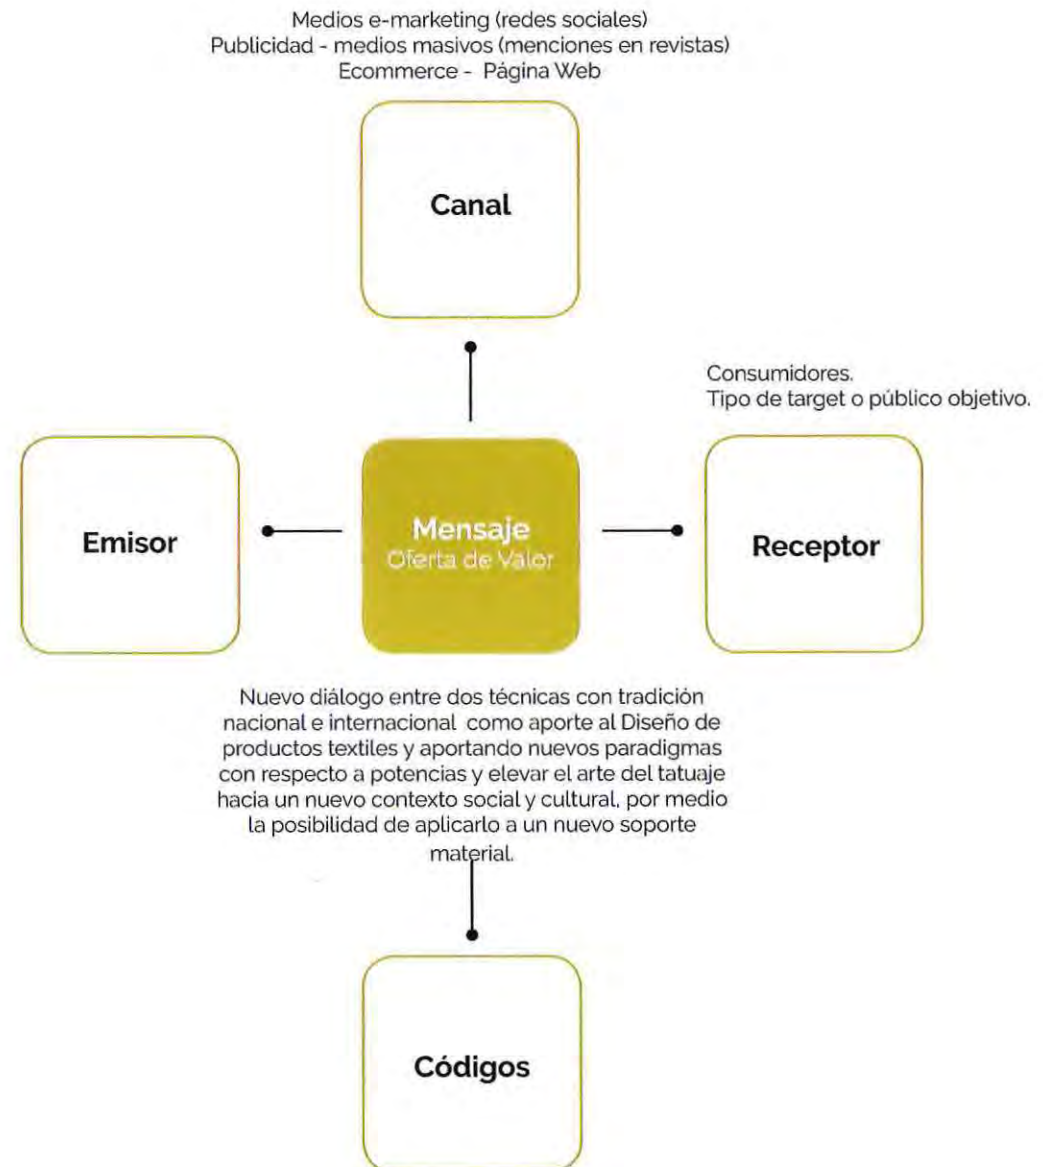 Medios e-marketing (redes sociales)
Publicidad - medios masivos (menciones en revistas)
Ecommerce - Página Web
Canal
Consumidores.
Tipo de target o público objetivo.
Emisor
Mensaje
Oferta de Valor
Receptor
Nuevo diálogo entre dos técnicas con tradición
nacional e internacional como aporte al Diseño de
productos textiles y aportando nuevos paradigmas
con respecto a potencias y elevar el arte del tatuaje
hacia un nuevo contexto social y cultural, por medio
la posibilidad de aplicarlo a un nuevo soporte
material.
Códigos